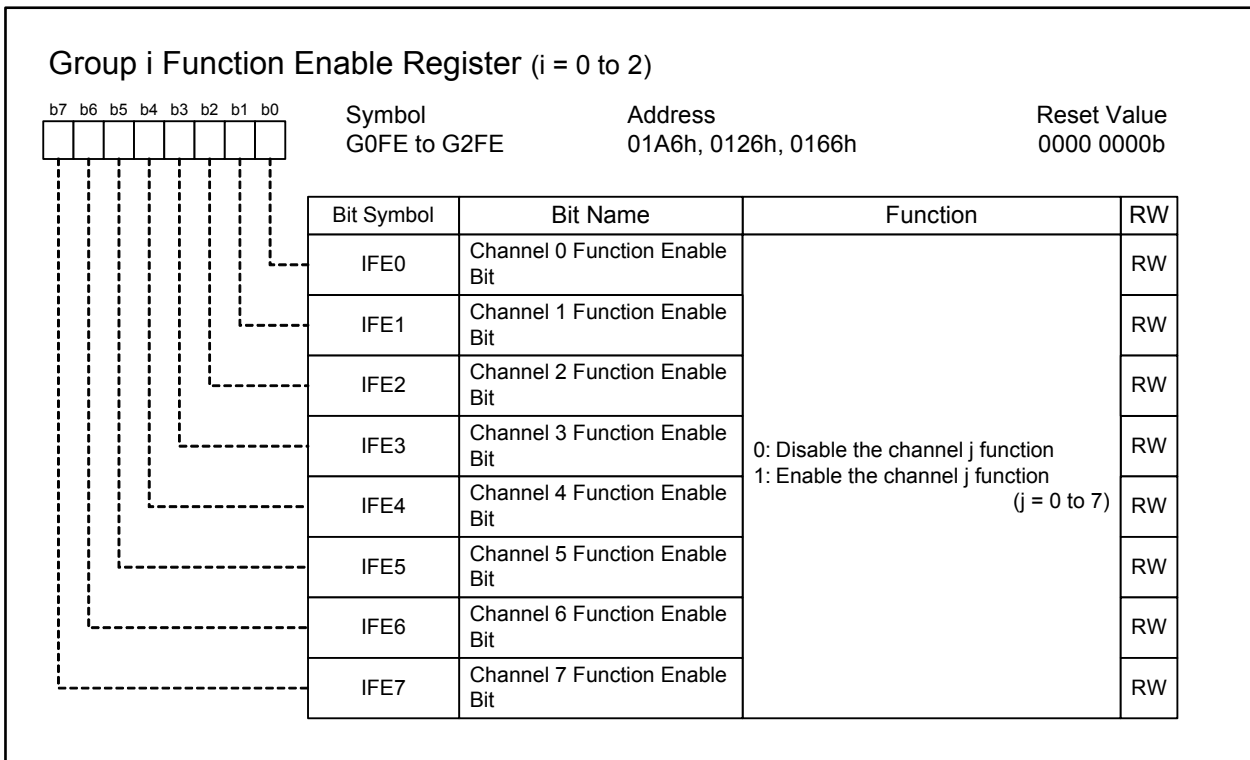 Group i Function Enable Register (i = 0 to 2)
b7 b6 b5 b4 b3 b2 b1 b0
Symbol Address Reset Value
G0FE to G2FE 01A6h, 0126h, 0166h 0000 0000b
Bit Symbol Bit Name Function RW
IFE0 Channel 0 Function Enable
Bit RW
IFE1 Channel 1 Function Enable
Bit RW
IFE2 Channel 2 Function Enable
Bit RW
IFE3 Channel 3 Function Enable
Bit RW
0: Disable the channel j function
1: Enable the channel j function
(j = 0 to 7)
IFE4 Channel 4 Function Enable
Bit RW
IFE5 Channel 5 Function Enable
Bit RW
IFE6 Channel 6 Function Enable
Bit RW
IFE7 Channel 7 Function Enable
Bit RW